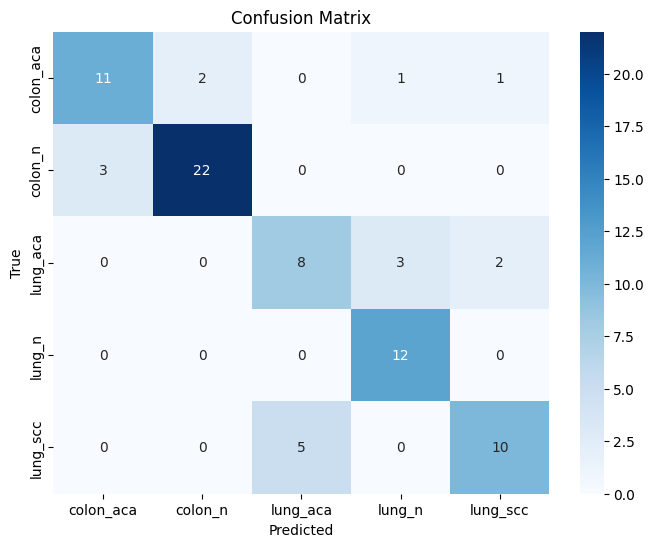 Confusion Matrix
colon_aca 11 2 0 1 1
colon_n 3 22 0 0 0
lung_aca 0 0 8 3 2
lung_n 0 0 0 12 0
lung_scc 0 0 5 0 10
True
colon_aca colon_n lung_aca lung_n lung_scc
Predicted
20.0
17.5
15.0
12.5
10.0
7.5
5.0
2.5
0.0